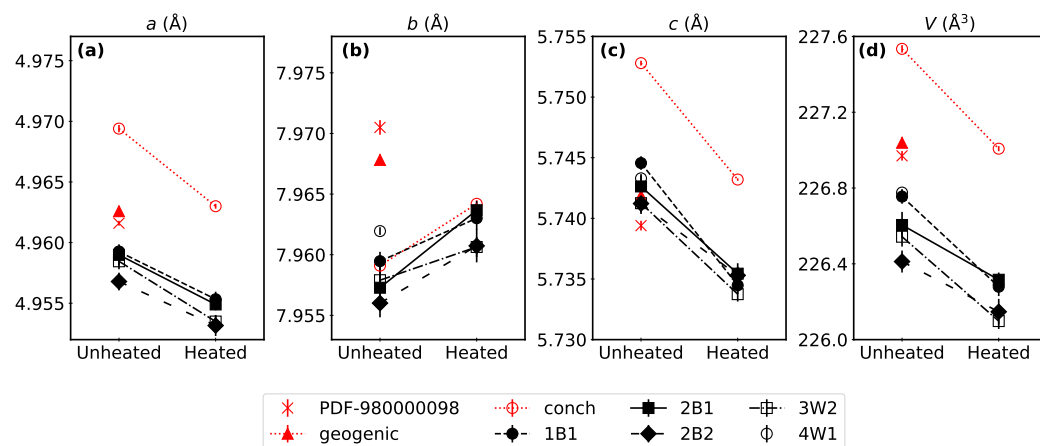 a (Å)
b (Å)
c (Å)
V (Å³)
(a)
(b)
(c)
(d)
4.975
4.970
4.965
4.960
4.955
7.975
7.970
7.965
7.960
7.955
5.755
5.750
5.745
5.740
5.735
5.730
227.6
227.2
226.8
226.4
226.0
Unheated Heated
Unheated Heated
Unheated Heated
Unheated Heated
PDF-980000098 conch 2B1 3W2
geogenic 1B1 2B2 4W1